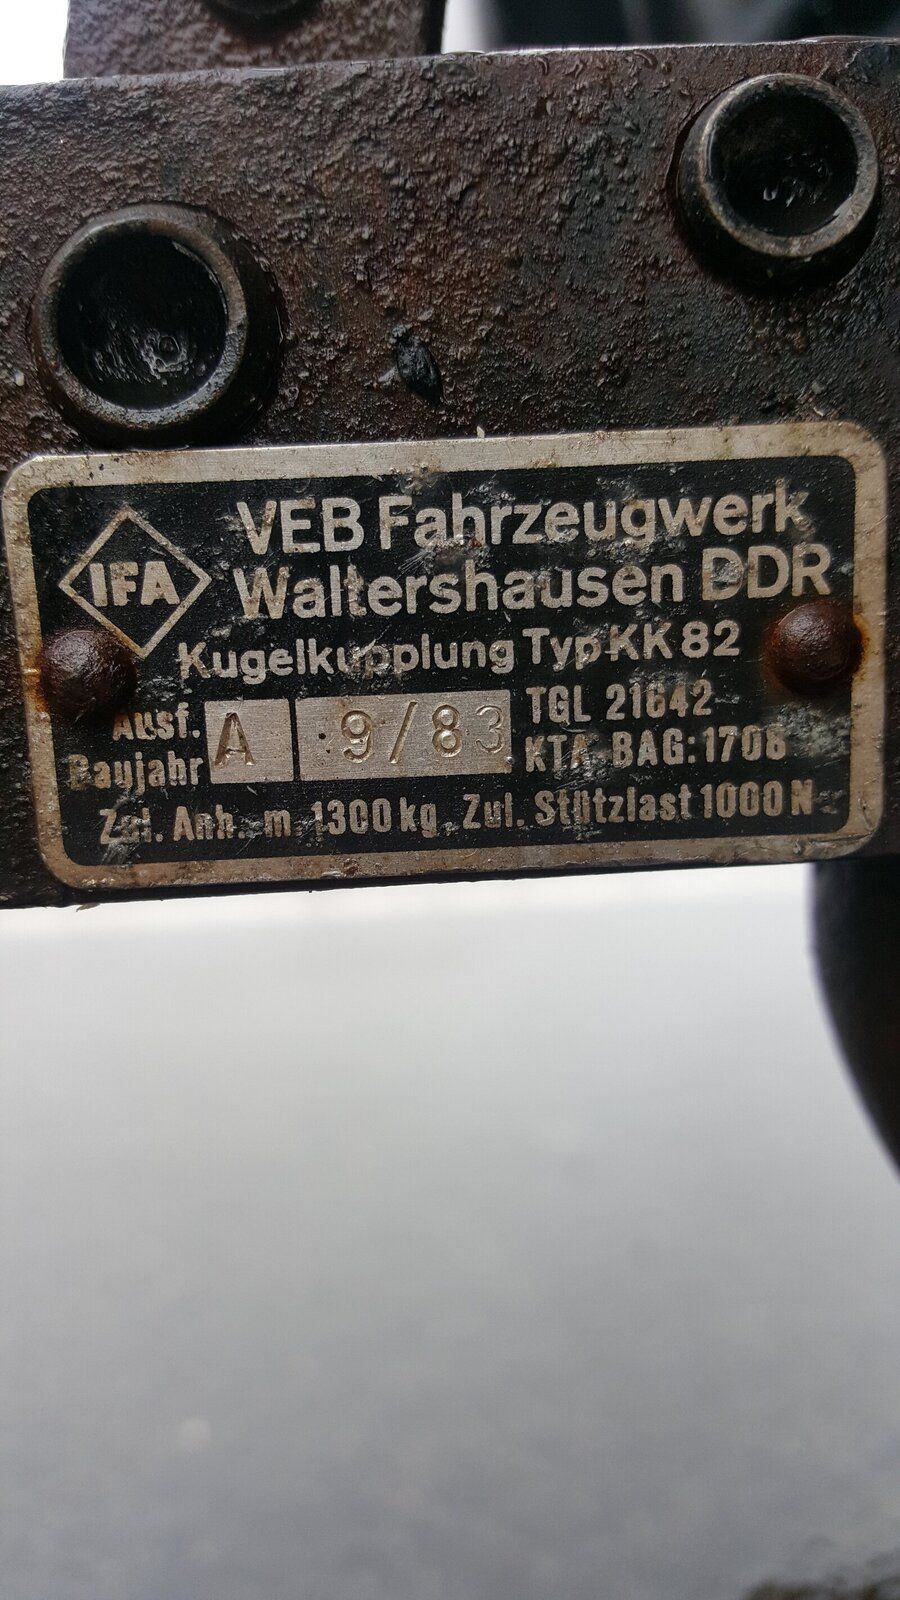 IFA
VEB Fahrzeugwerk
Waltershausen DDR
Kugelkupplung Typ KK 82
Ausf. A 9/83 TGL 21642
Baujahr KTA-BAG: 1708
Zul. Anh. m. 1300 kg, Zul. Stützlast 1000 N